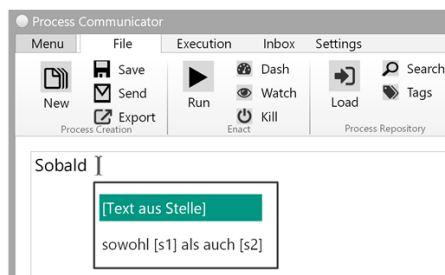 Process Communicator
Menu File Execution Inbox Settings
New
Save
Send
Export
Process Creation
Run
Dash
Watch
Kill
Enact
Load
Search
Tags
Process Repository
Sobald
[Text aus Stelle]
sowohl [s1] als auch [s2]